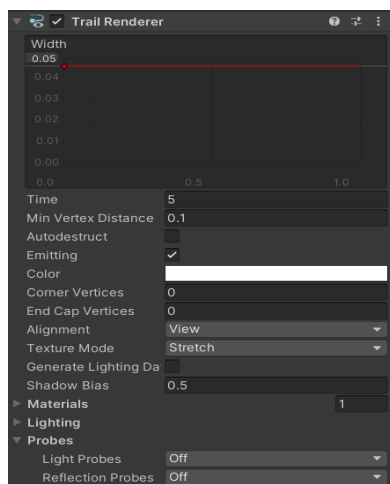 Trail Renderer
Width
0.05
0.04
0.03
0.02
0.01
0.00
0.0 0.5 1.0
Time 5
Min Vertex Distance 0.1
Autodestruct
Emitting
Color
Corner Vertices 0
End Cap Vertices 0
Alignment View
Texture Mode Stretch
Generate Lighting Da
Shadow Bias 0.5
Materials 1
Lighting
Probes
Light Probes Off
Reflection Probes Off